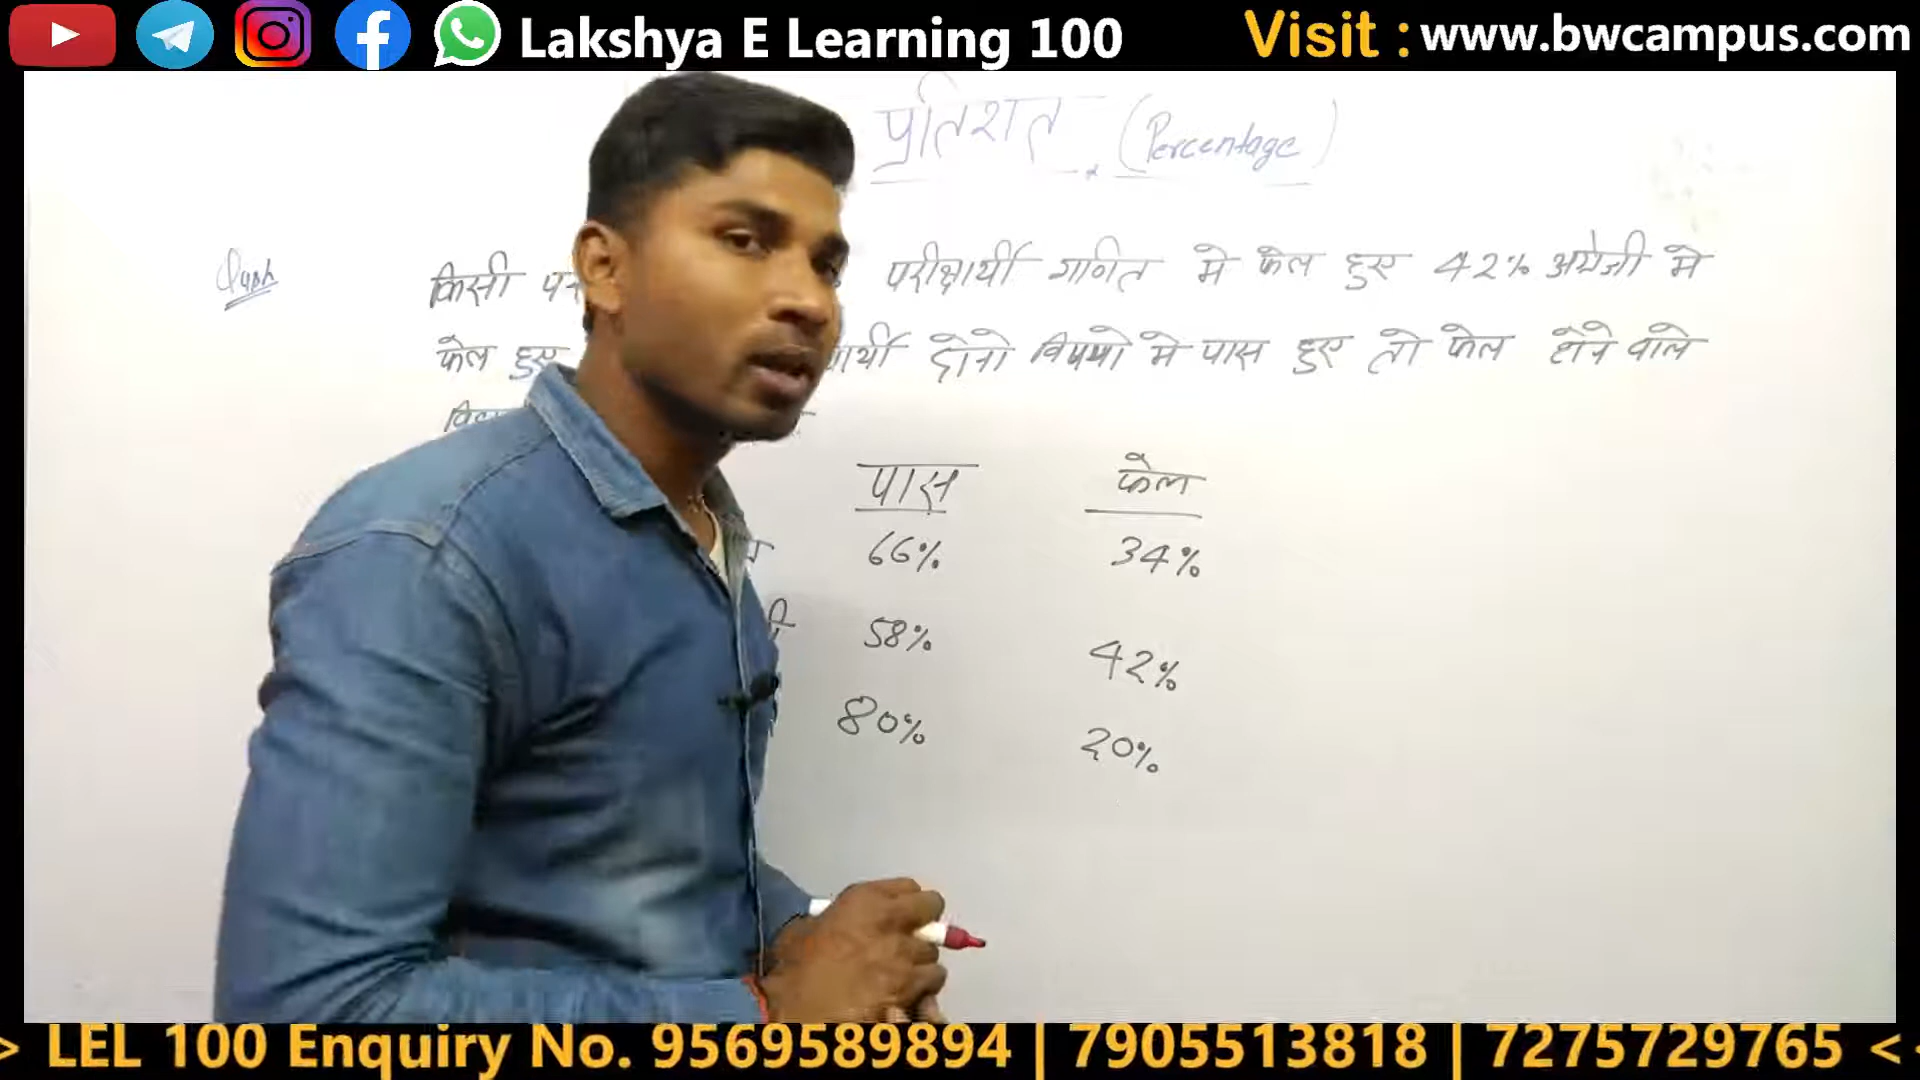 Lakshya E Learning 100 Visit : www.bwcampus.com
प्रतिशत (Percentage)
किसी परीक्षार्थी गणित मे फेल हुए 42% अंग्रेजी मे
फेल हुए दोनो विषयो मे पास हुए तो फेल होने वाले
पास फेल
66% 34%
58% 42%
80% 20%
> LEL 100 Enquiry No. 9569589894 | 7905513818 | 7275729765 <